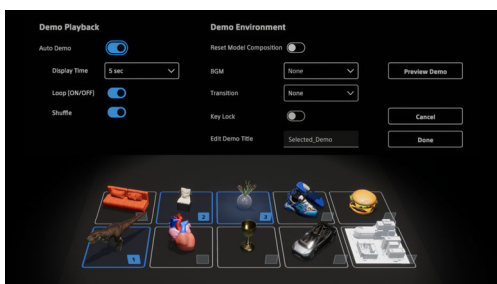 Demo Playback
Demo Environment
Auto Demo
Reset Model Composition
Display Time
5 sec
BGM
None
Preview Demo
Loop (ON/OFF)
Transition
None
Shuffle
Key Lock
Cancel
Edit Demo Title
Selected_Demo
Done
2
3
1